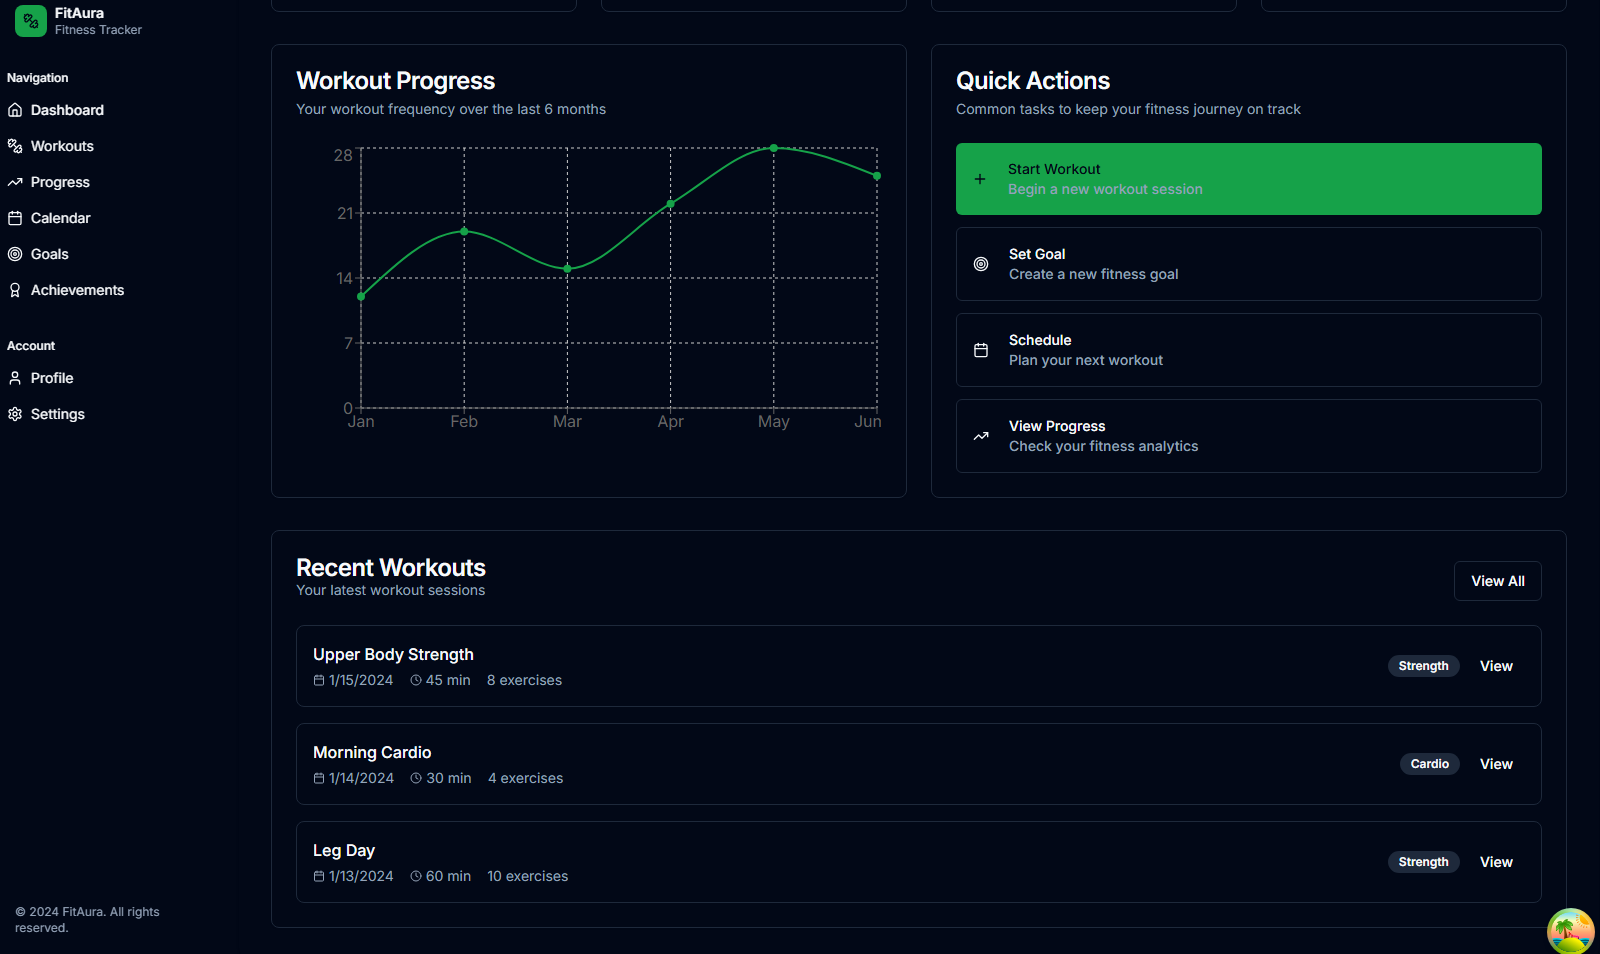 FitAura
Fitness Tracker
Navigation
Dashboard
Workouts
Progress
Calendar
Goals
Achievements
Account
Profile
Settings
© 2024 FitAura. All rights
reserved.
Workout Progress
Your workout frequency over the last 6 months
28
21
14
7
0
Jan Feb Mar Apr May Jun
Quick Actions
Common tasks to keep your fitness journey on track
Start Workout
Begin a new workout session
Set Goal
Create a new fitness goal
Schedule
Plan your next workout
View Progress
Check your fitness analytics
Recent Workouts
Your latest workout sessions
View All
Upper Body Strength
1/15/2024 45 min 8 exercises
Strength View
Morning Cardio
1/14/2024 30 min 4 exercises
Cardio View
Leg Day
1/13/2024 60 min 10 exercises
Strength View